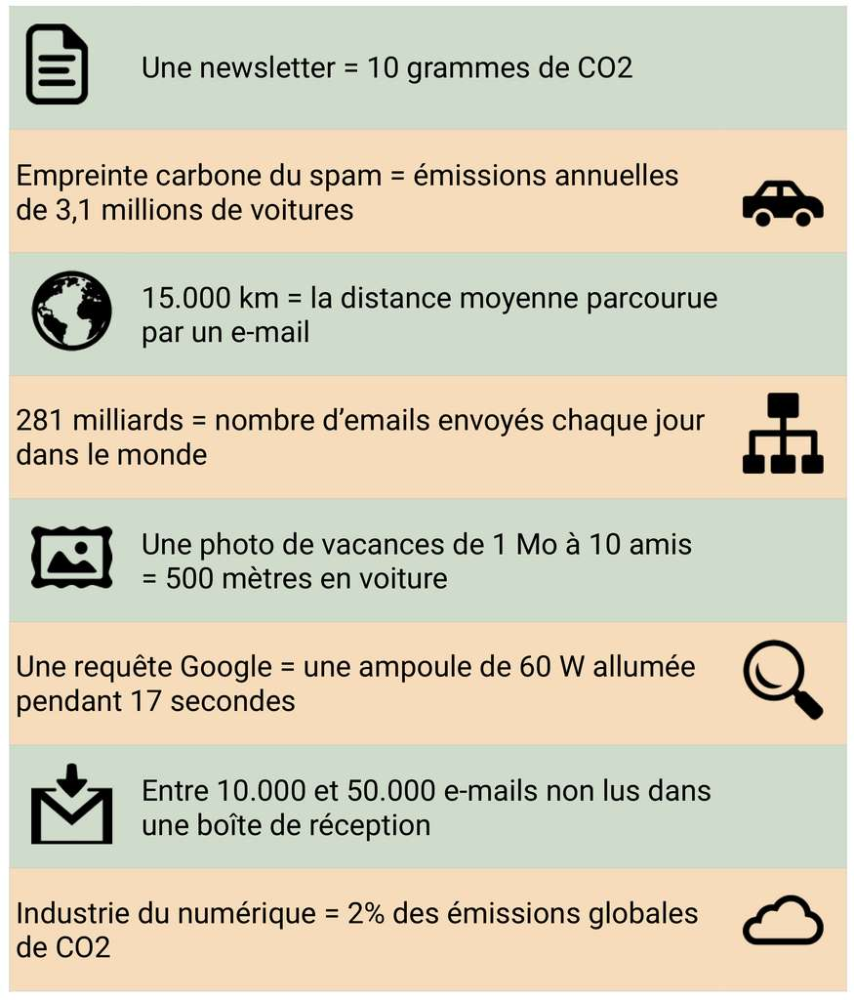 Une newsletter = 10 grammes de CO2
Empreinte carbone du spam = émissions annuelles
de 3,1 millions de voitures
15.000 km = la distance moyenne parcourue
par un e-mail
281 milliards = nombre d’emails envoyés chaque jour
dans le monde
Une photo de vacances de 1 Mo à 10 amis
= 500 mètres en voiture
Une requête Google = une ampoule de 60 W allumée
pendant 17 secondes
Entre 10.000 et 50.000 e-mails non lus dans
une boîte de réception
Industrie du numérique = 2% des émissions globales
de CO2